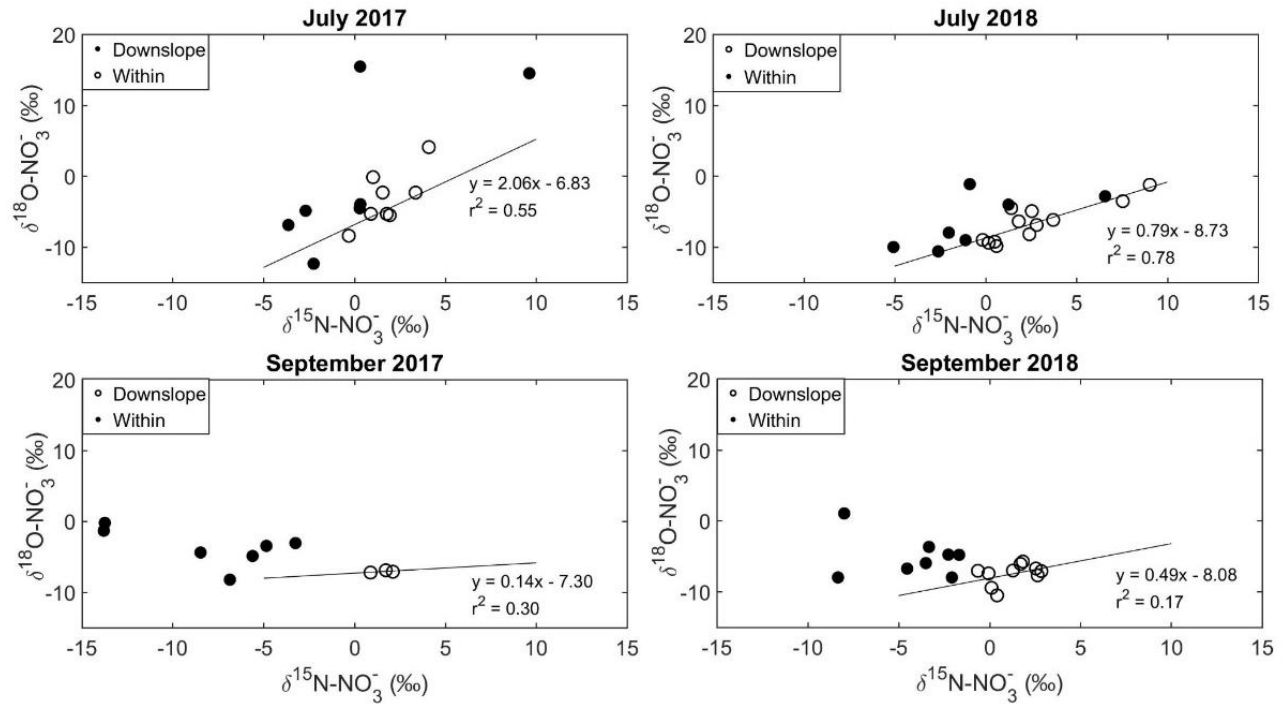 July 2017
Downslope
Within
20
10
0
-10
δ¹⁸O-NO₃⁻ (‰)
y = 2.06x - 6.83
r² = 0.55
-15 -10 -5 0 5 10 15
δ¹⁵N-NO₃⁻ (‰)
July 2018
Downslope
Within
20
10
0
-10
δ¹⁸O-NO₃⁻ (‰)
y = 0.79x - 8.73
r² = 0.78
-15 -10 -5 0 5 10 15
δ¹⁵N-NO₃⁻ (‰)
September 2017
Downslope
Within
20
10
0
-10
δ¹⁸O-NO₃⁻ (‰)
y = 0.14x - 7.30
r² = 0.30
-15 -10 -5 0 5 10 15
δ¹⁵N-NO₃⁻ (‰)
September 2018
Downslope
Within
20
10
0
-10
δ¹⁸O-NO₃⁻ (‰)
y = 0.49x - 8.08
r² = 0.17
-15 -10 -5 0 5 10 15
δ¹⁵N-NO₃⁻ (‰)